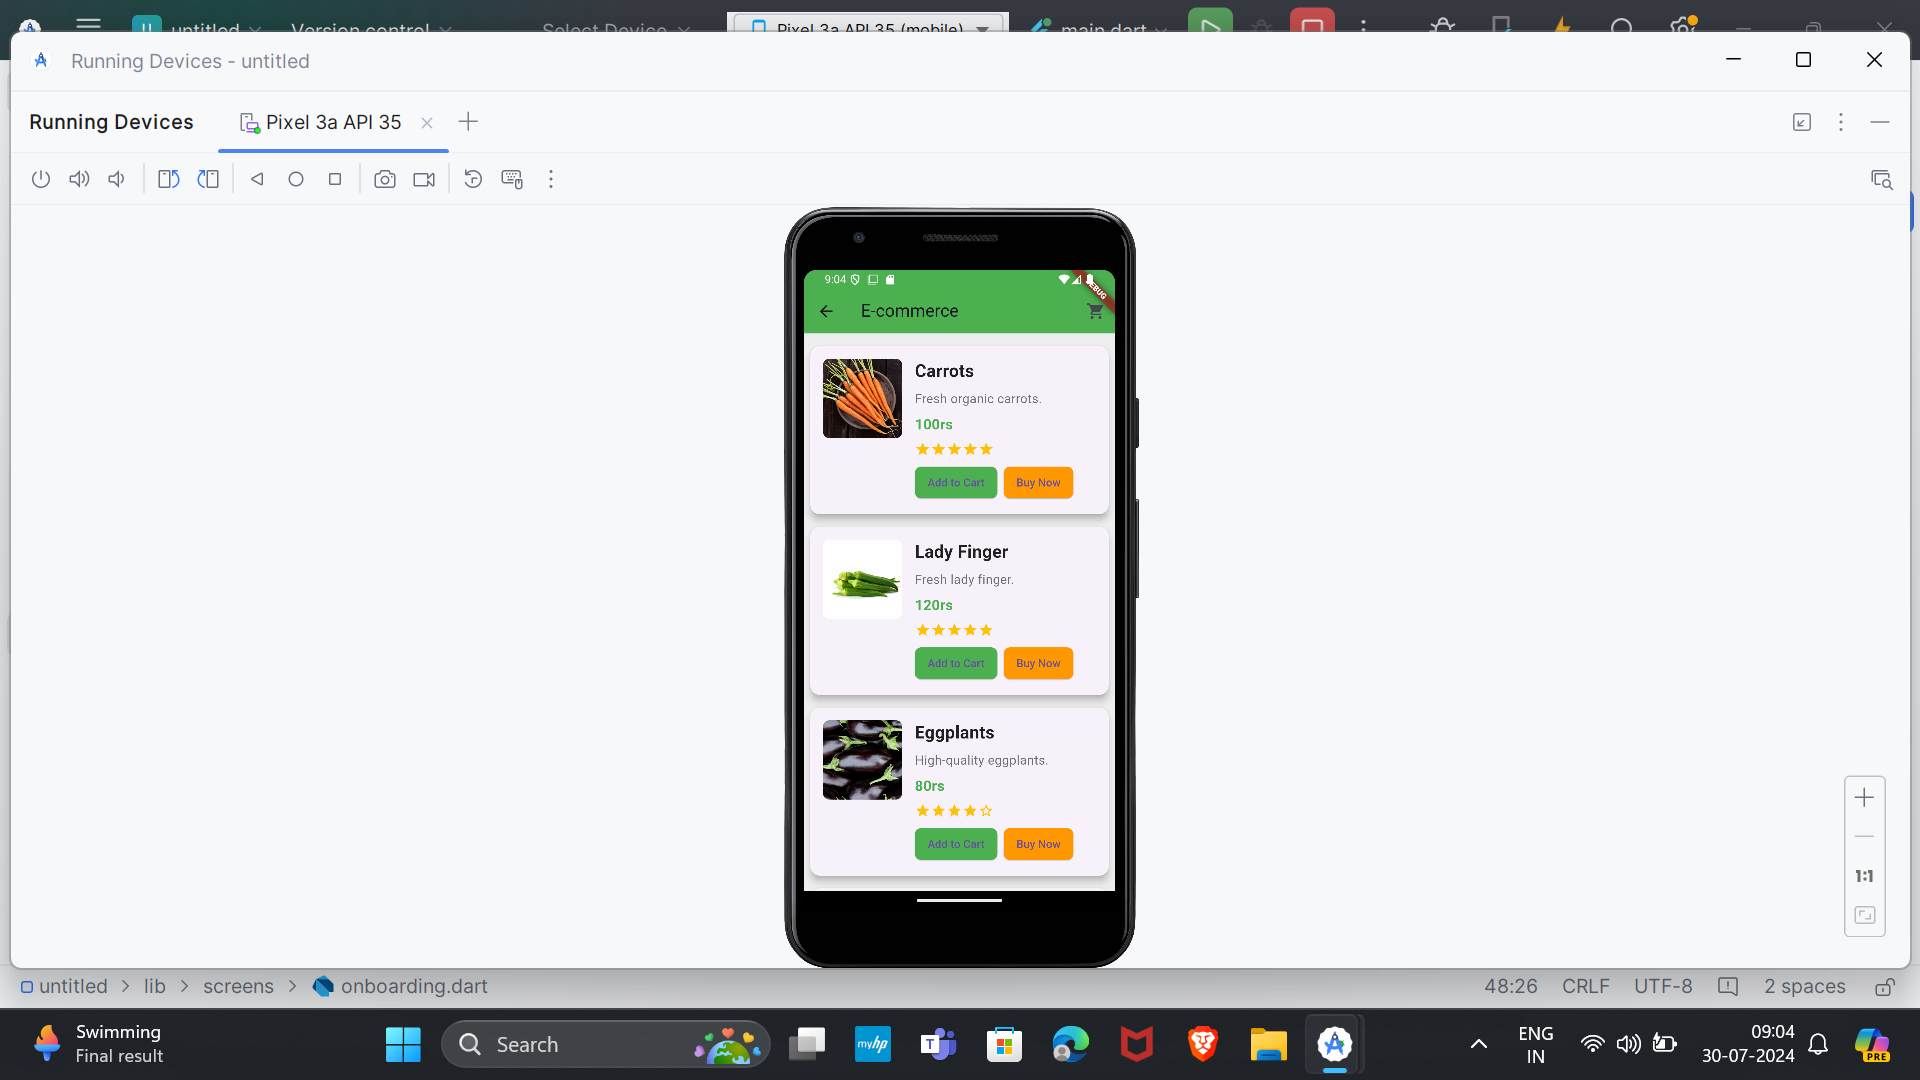 untitled Version control Select Device Pixel 3a API 35 (mobile) main.dart
Running Devices - untitled
Running Devices Pixel 3a API 35
9:04
DEBUG
E-commerce
Carrots
Fresh organic carrots.
100rs
Add to Cart Buy Now
Lady Finger
Fresh lady finger.
120rs
Add to Cart Buy Now
Eggplants
High-quality eggplants.
80rs
Add to Cart Buy Now
1:1
untitled > lib > screens > onboarding.dart 48:26 CRLF UTF-8 2 spaces
Swimming
Final result
Search
myhp
T
ENG
IN
09:04
30-07-2024
PRE